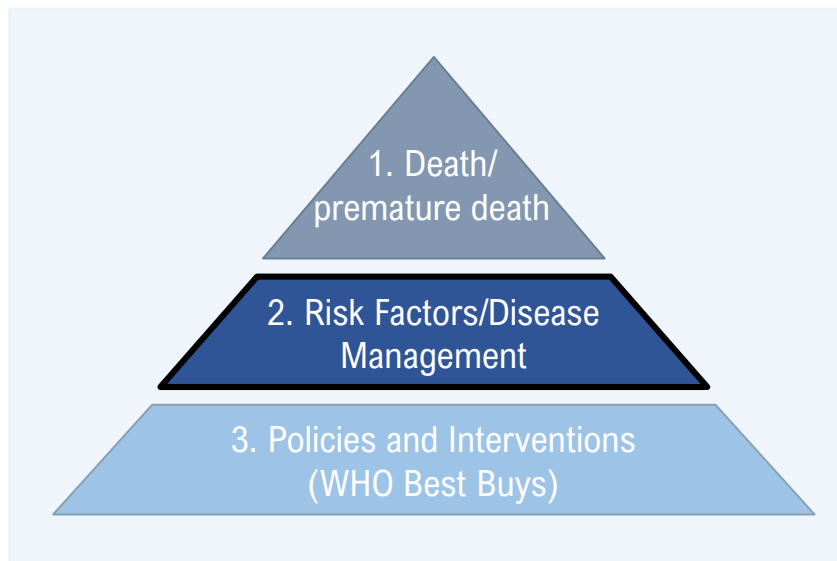 1. Death/
premature death
2. Risk Factors/Disease
Management
3. Policies and Interventions
(WHO Best Buys)